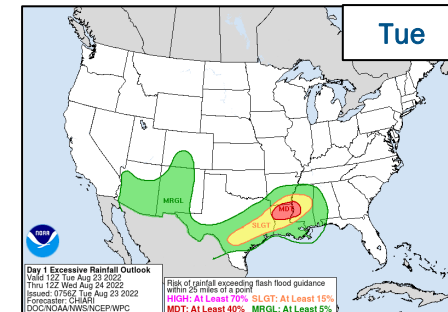 Tue
MRGL
MDT
SLGT
NOAA
Day 1 Excessive Rainfall Outlook
Valid 12Z Tue Aug 23 2022
Thru 12Z Wed Aug 24 2022
Issued: 0756Z Tue Aug 23 2022
Forecaster: CHIARI
DOC/NOAA/NWS/NCEP/WPC
Risk of rainfall exceeding flash flood guidance
within 25 miles of a point
HIGH: At Least 70% SLGT: At Least 15%
MDT: At Least 40% MRGL: At Least 5%